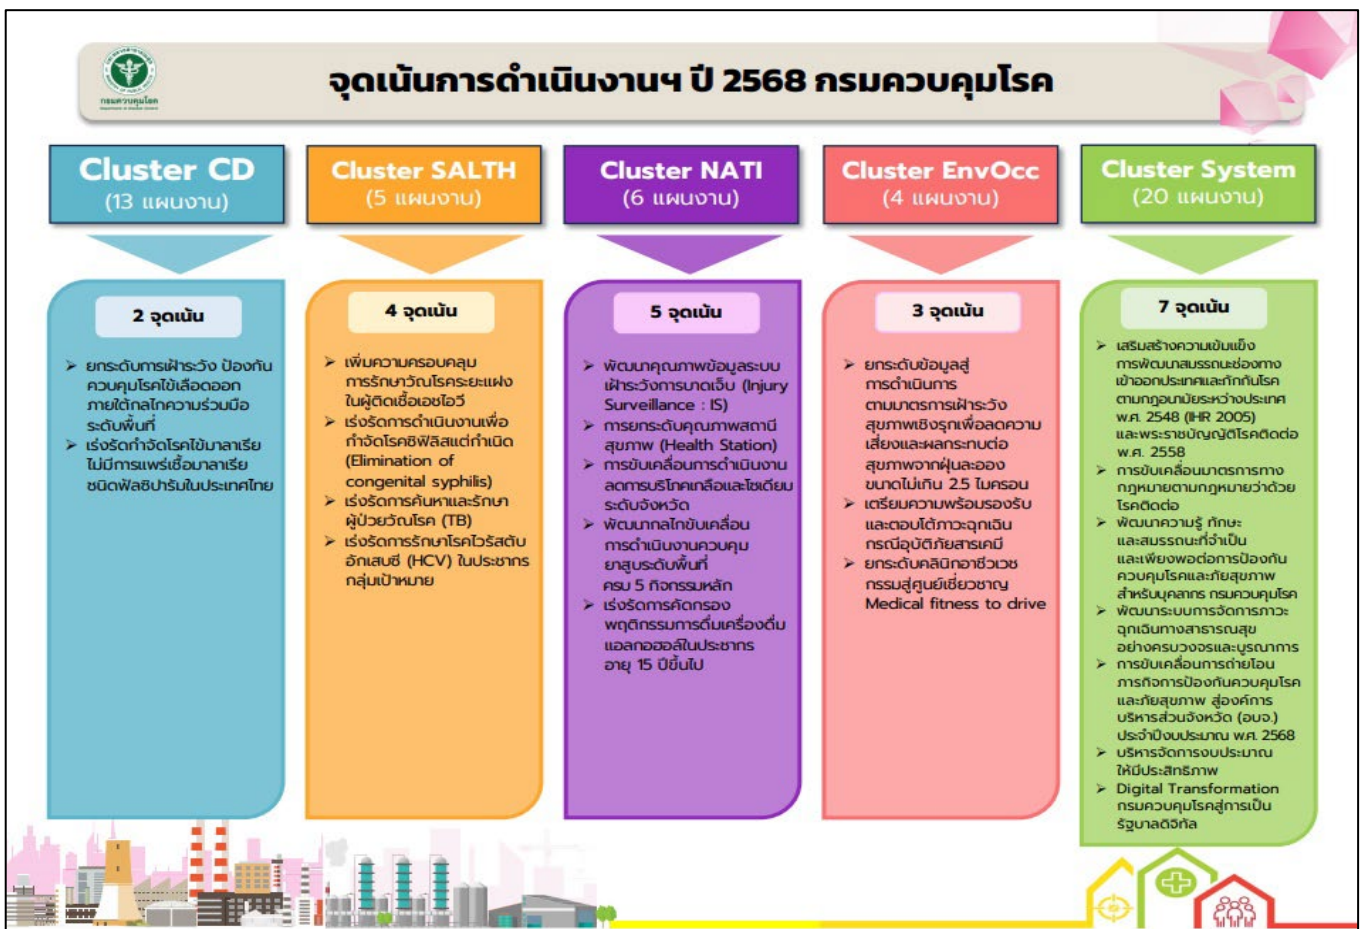 กรมควบคุมโรค
จุดเน้นการดำเนินงานฯ ปี 2568 กรมควบคุมโรค
Cluster CD
(13 แผนงาน)
2 จุดเน้น
➢ ยกระดับการเฝ้าระวัง ป้องกัน
ควบคุมโรคไข้เลือดออก
ภายใต้กลไกความร่วมมือ
ระดับพื้นที่
➢ เร่งรัดกำจัดโรคไข้มาลาเรีย
ไม่มีการแพร่เชื้อมาลาเรีย
ชนิดฟัลซิปารัมในประเทศไทย
Cluster SALTH
(5 แผนงาน)
4 จุดเน้น
➢ เพิ่มความครอบคลุม
การรักษาวัณโรคระยะแฝง
ในผู้ติดเชื้อเอชไอวี
➢ เร่งรัดการดำเนินงานเพื่อ
กำจัดโรคซิฟิลิสแต่กำเนิด
(Elimination of
congenital syphilis)
➢ เร่งรัดการค้นหาและรักษา
ผู้ป่วยวัณโรค (TB)
➢ เร่งรัดการรักษาโรคไวรัสตับ
อักเสบซี (HCV) ในประชากร
กลุ่มเป้าหมาย
Cluster NATI
(6 แผนงาน)
5 จุดเน้น
➢ พัฒนาคุณภาพข้อมูลระบบ
เฝ้าระวังการบาดเจ็บ (Injury
Surveillance : IS)
➢ การยกระดับคุณภาพสถานี
สุขภาพ (Health Station)
➢ การขับเคลื่อนการดำเนินงาน
ลดการบริโภคเกลือและโซเดียม
ระดับจังหวัด
➢ พัฒนากลไกขับเคลื่อน
การดำเนินงานควบคุม
ยาสูบระดับพื้นที่
ครบ 5 กิจกรรมหลัก
➢ เร่งรัดการคัดกรอง
พฤติกรรมการดื่มเครื่องดื่ม
แอลกอฮอล์ในประชากร
อายุ 15 ปีขึ้นไป
Cluster EnvOcc
(4 แผนงาน)
3 จุดเน้น
➢ ยกระดับข้อมูลสู่
การดำเนินการ
ตามมาตรการเฝ้าระวัง
สุขภาพเชิงรุกเพื่อลดความ
เสี่ยงและผลกระทบต่อ
สุขภาพจากฝุ่นละออง
ขนาดไม่เกิน 2.5 ไมครอน
➢ เตรียมความพร้อมรองรับ
และตอบโต้ภาวะฉุกเฉิน
กรณีอุบัติภัยสารเคมี
➢ ยกระดับคลินิกอาชีวเวช
กรรมสู่ศูนย์เชี่ยวชาญ
Medical fitness to drive
Cluster System
(20 แผนงาน)
7 จุดเน้น
➢ เสริมสร้างความเข้มแข็ง
การพัฒนาสมรรถนะช่องทาง
เข้าออกประเทศและกักกันโรค
ตามกฎอนามัยระหว่างประเทศ
พ.ศ. 2548 (IHR 2005)
และพระราชบัญญัติโรคติดต่อ
พ.ศ. 2558
➢ การขับเคลื่อนมาตรการทาง
กฎหมายตามกฎหมายว่าด้วย
โรคติดต่อ
➢ พัฒนาความรู้ ทักษะ
และสมรรถนะที่จำเป็น
และเพียงพอต่อการป้องกัน
ควบคุมโรคและภัยสุขภาพ
สำหรับบุคลากร กรมควบคุมโรค
➢ พัฒนาระบบการจัดการภาวะ
ฉุกเฉินทางสาธารณสุข
อย่างครบวงจรและบูรณาการ
➢ การขับเคลื่อนการถ่ายโอน
ภารกิจการป้องกันควบคุมโรค
และภัยสุขภาพ สู่องค์การ
บริหารส่วนจังหวัด (อบจ.)
ประจำปีงบประมาณ พ.ศ. 2568
➢ บริหารจัดการงบประมาณ
ให้มีประสิทธิภาพ
➢ Digital Transformation
กรมควบคุมโรคสู่การเป็น
รัฐบาลดิจิทัล